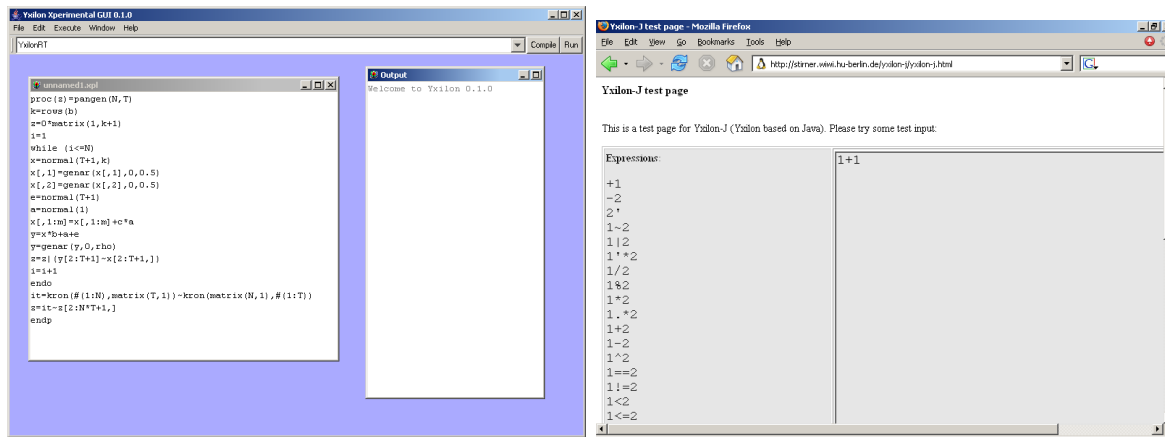 Yxilon Xperimental GUI 0.1.0
File Edit Execute Window Help
YxilonRT Compile Run
unnamed1.xpl
proc(z)=pangen(N,T)
k=rows(b)
z=0*matrix(1,k+1)
i=1
while (i<=N)
x=normal(T+1,k)
x[,1]=genar(x[,1],0,0.5)
x[,2]=genar(x[,2],0,0.5)
e=normal(T+1)
a=normal(1)
x[,1:m]=x[,1:m]+c*a
y=x*b+a+e
y=genar(y,0,rho)
z=z|(y[2:T+1]~x[2:T+1,])
i=i+1
endo
it=kron(#(1:N),matrix(T,1))~kron(matrix(N,1),#(1:T))
z=it~z[2:N*T+1,]
endp
Output
Welcome to Yxilon 0.1.0
Yxilon-J test page - Mozilla Firefox
File Edit View Go Bookmarks Tools Help
http://stirner.wiwi.hu-berlin.de/yxilon-j/yxilon-j.html
Yxilon-J test page
This is a test page for Yxilon-J (Yxilon based on Java). Please try some test input:
Expressions:
+1
-2
2'
1~2
1|2
1'*2
1/2
1%2
1*2
1.*2
1+2
1-2
1^2
1==2
1!=2
1<2
1<=2
1+1